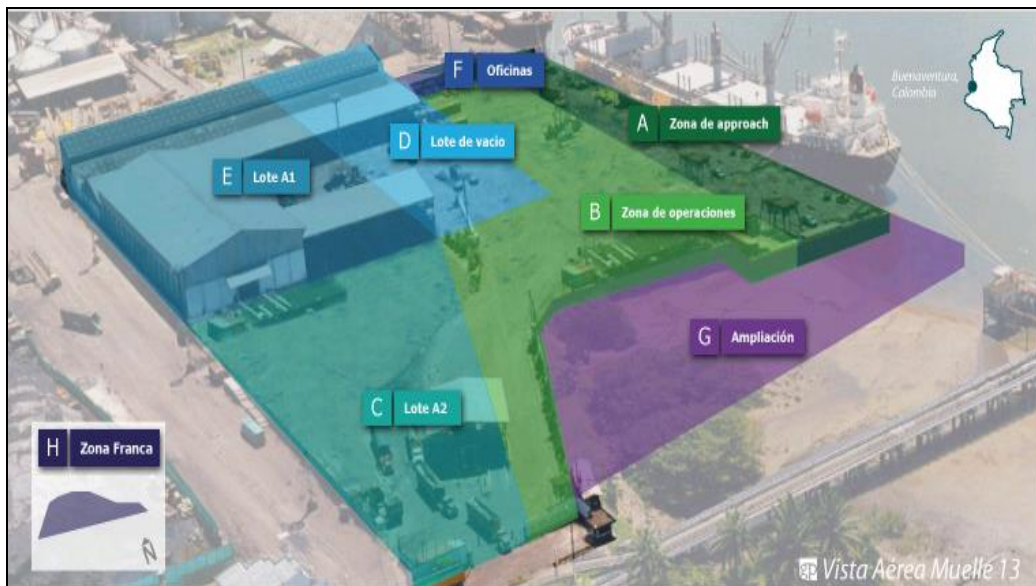 F Oficinas
Buenaventura,
Colombia
A Zona de approach
D Lote de vacio
E Lote A1
B Zona de operaciones
G Ampliación
C Lote A2
H Zona Franca
N
gp Vista Aérea Muelle 13